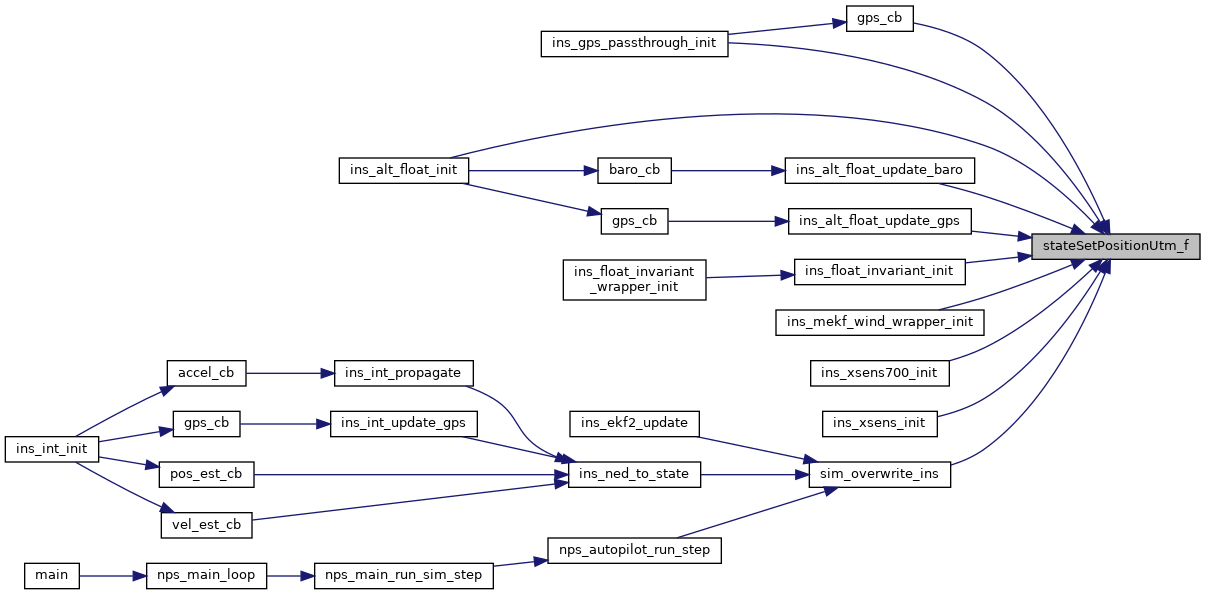 gps_cb
ins_gps_passthrough_init
ins_alt_float_init
baro_cb
ins_alt_float_update_baro
gps_cb
ins_alt_float_update_gps
stateSetPositionUtm_f
ins_float_invariant
_wrapper_init
ins_float_invariant_init
ins_mekf_wind_wrapper_init
accel_cb
ins_int_propagate
ins_xsens700_init
gps_cb
ins_int_update_gps
ins_ekf2_update
ins_xsens_init
ins_int_init
pos_est_cb
ins_ned_to_state
sim_overwrite_ins
vel_est_cb
nps_autopilot_run_step
main
nps_main_loop
nps_main_run_sim_step